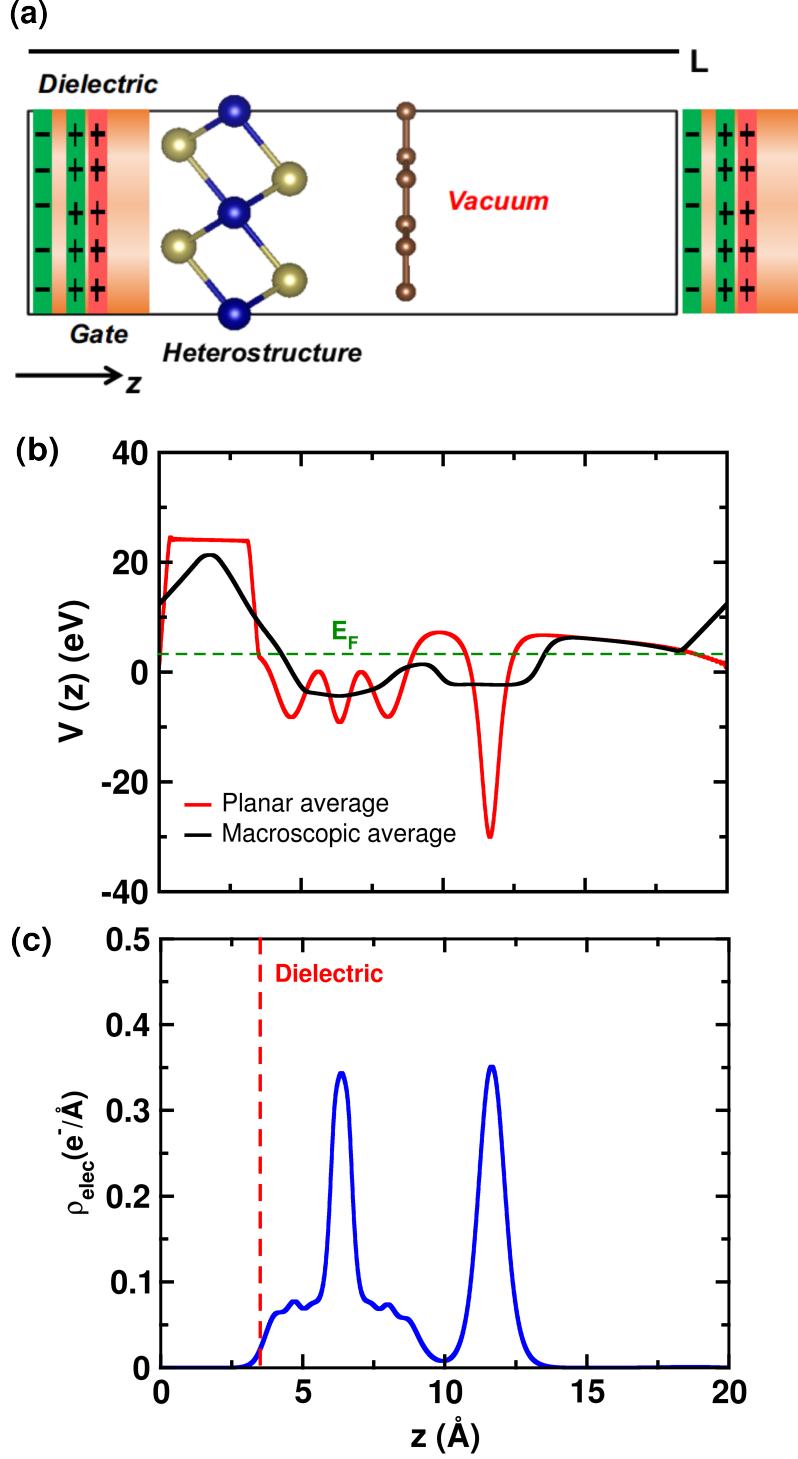 (a)
L
Dielectric
- + + - + +
- + + - + +
- + + - + +
- + + - + +
- + + - + +
Vacuum
Gate
Heterostructure
z
(b)
40
20
0
-20
-40
V (z) (eV)
E_F
Planar average
Macroscopic average
(c)
0.5
0.4
0.3
0.2
0.1
0
ρ_elec(e⁻/Å)
Dielectric
0 5 10 15 20
z (Å)